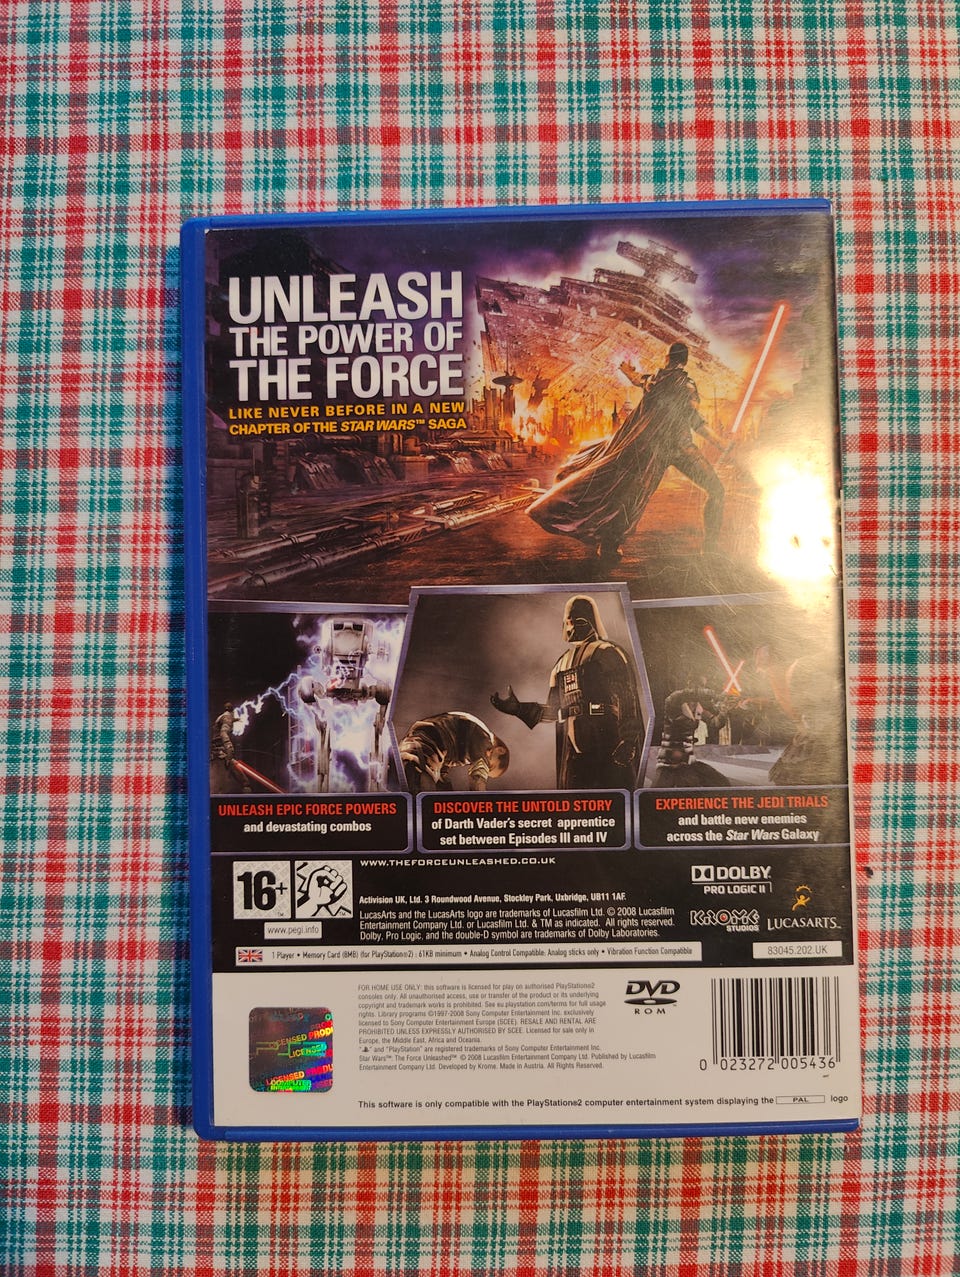 UNLEASH
THE POWER OF
THE FORCE
LIKE NEVER BEFORE IN A NEW
CHAPTER OF THE STAR WARS™ SAGA
UNLEASH EPIC FORCE POWERS
and devastating combos
DISCOVER THE UNTOLD STORY
of Darth Vader's secret apprentice
set between Episodes III and IV
EXPERIENCE THE JEDI TRIALS
and battle new enemies
across the Star Wars Galaxy
16+
www.pegi.info
WWW.THEFORCEUNLEASHED.CO.UK
Activision UK, Ltd. 3 Roundwood Avenue, Stockley Park, Uxbridge, UB11 1AF.
LucasArts and the LucasArts logo are trademarks of Lucasfilm Ltd. © 2008 Lucasfilm
Entertainment Company Ltd. or Lucasfilm Ltd. & TM as indicated. All rights reserved.
Dolby, Pro Logic, and the double-D symbol are trademarks of Dolby Laboratories.
DOLBY
PRO LOGIC II
KROME
STUDIOS
LUCASARTS™
1 Player • Memory Card (8MB) (for PlayStation®2) : 61KB minimum • Analog Control Compatible: Analog sticks only • Vibration Function Compatible
83045.202.UK
FOR HOME USE ONLY: this software is licensed for play on authorised PlayStation®2
consoles only. All unauthorised access, use or transfer of the product or its underlying
copyright and trademark works is prohibited. See eu.playstation.com/terms for full usage
rights. Library programs ©1997-2008 Sony Computer Entertainment Inc. exclusively
licensed to Sony Computer Entertainment Europe (SCEE). RESALE AND RENTAL ARE
PROHIBITED UNLESS EXPRESSLY AUTHORISED BY SCEE. Licensed for sale only in
Europe, the Middle East, Africa and Oceania.
" " and "PlayStation" are registered trademarks of Sony Computer Entertainment Inc.
Star Wars™: The Force Unleashed™ © 2008 Lucasfilm Entertainment Company Ltd. Published by Lucasfilm
Entertainment Company Ltd. Developed by Krome. Made in Austria. All Rights Reserved.
DVD
ROM
LICENSED
0 023272 005436
This software is only compatible with the PlayStation®2 computer entertainment system displaying the PAL logo